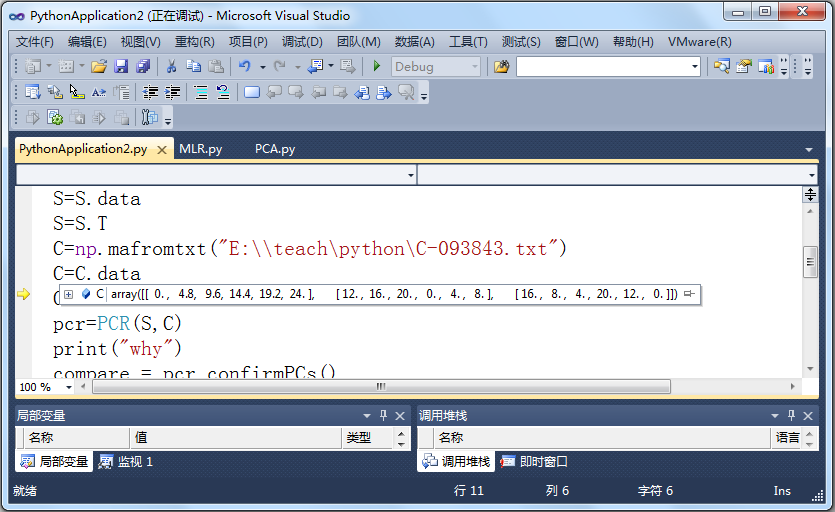 PythonApplication2 (正在调试) - Microsoft Visual Studio
文件(F) 编辑(E) 视图(V) 重构(R) 项目(P) 调试(D) 团队(M) 数据(A) 工具(T) 测试(S) 窗口(W) 帮助(H) VMware(R)
Debug
PythonApplication2.py MLR.py PCA.py
S=S.data
S=S.T
C=np.mafromtxt("E:\\teach\python\C-093843.txt")
C=C.data
C array([[ 0., 4.8, 9.6, 14.4, 19.2, 24.], [12., 16., 20., 0., 4., 8.], [16., 8., 4., 20., 12., 0.]])
pcr=PCR(S,C)
print("why")
compare = pcr.confirmPCs()
100 %
局部变量 调用堆栈
名称 值 类型 名称 语言
局部变量 监视 1 调用堆栈 即时窗口
就绪 行 11 列 6 字符 6 Ins